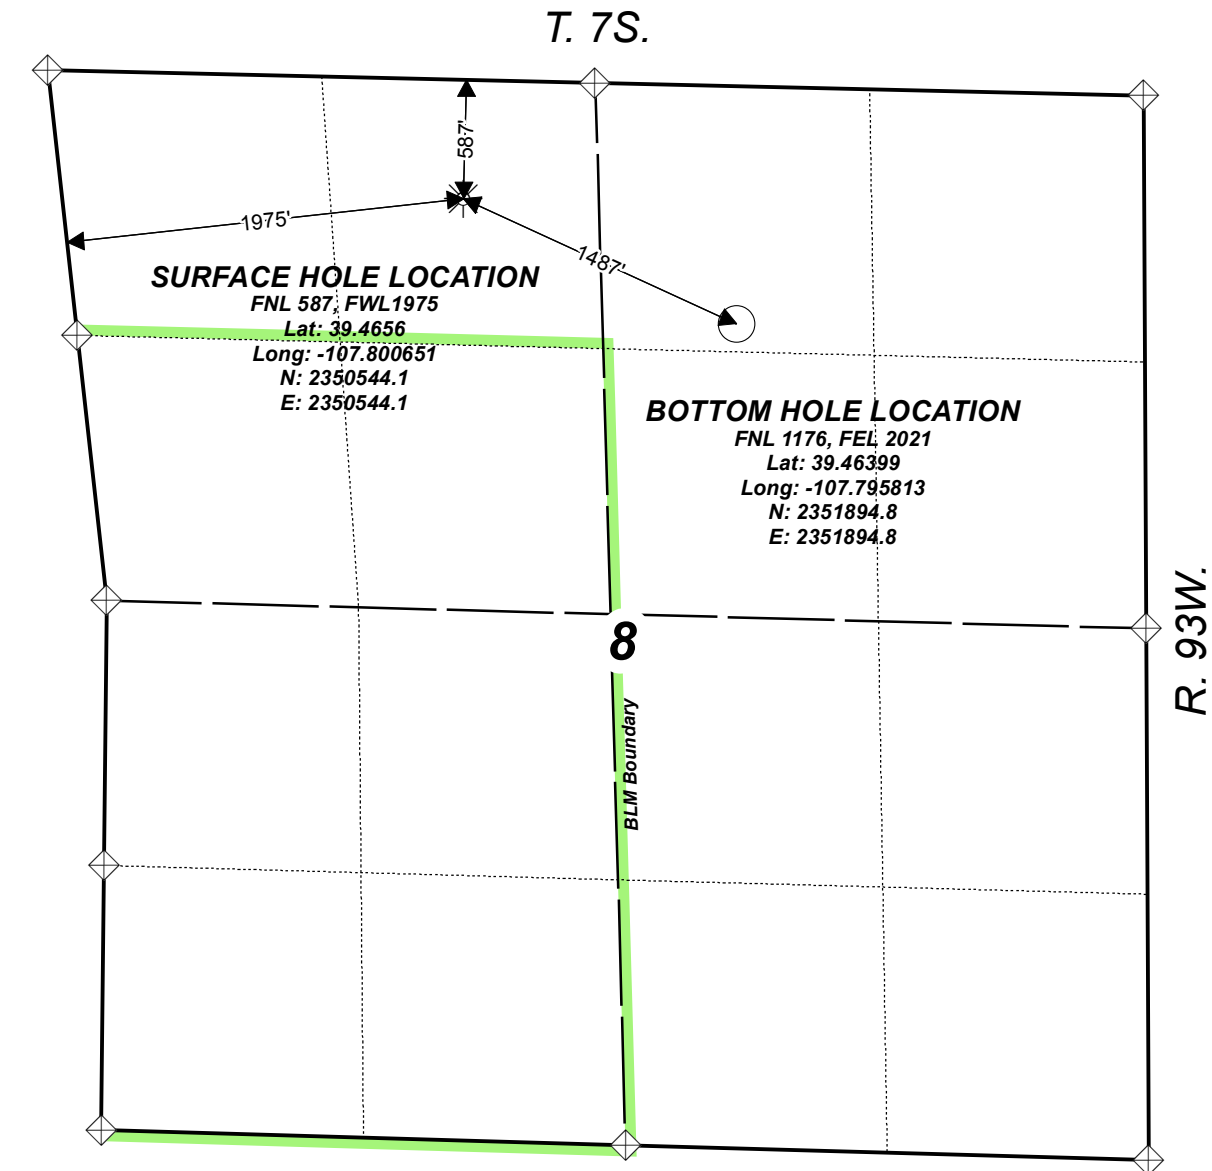 T. 7S.
587'
1975'
1487'
SURFACE HOLE LOCATION
FNL 587, FWL1975
Lat: 39.4656
Long: -107.800651
N: 2350544.1
E: 2350544.1
BOTTOM HOLE LOCATION
FNL 1176, FEL 2021
Lat: 39.46399
Long: -107.795813
N: 2351894.8
E: 2351894.8
R. 93W.
8
BLM Boundary